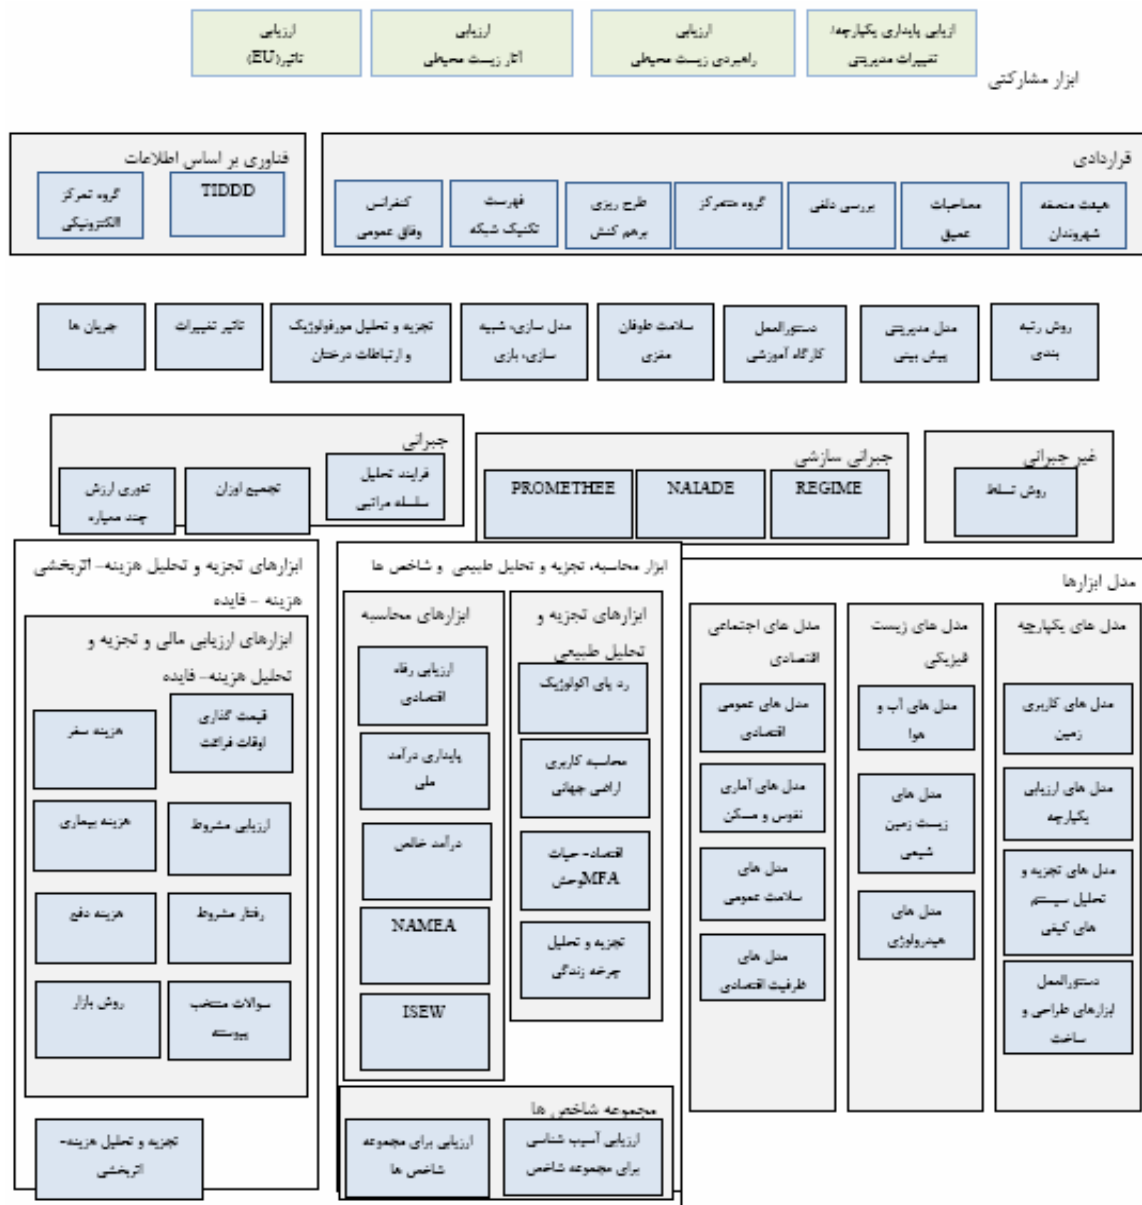 ازیابی پایداری یکپارچه/
تغییرات مدیریتی
ارزیابی
راهبردی زیست محیطی
ارزیابی
آثار زیست محیطی
ارزیابی
تاثیر(EU)
ابزار مشارکتی
قراردادی
هیئت منصفه
شهروندان
مصاحبات
عمیق
بررسی دلفی
گروه متمرکز
طرح ریزی
برهم کنش
فهرست
تکنیک شبکه
کنفرانس
وفاق عمومی
فناوری بر اساس اطلاعات
TIDDD
گروه تمرکز
الکترونیکی
روش رتبه
بندی
مدل مدیریتی
پیش بینی
دستورالعمل
کارگاه آموزشی
سلامت طوفان
مغزی
مدل سازی، شبیه
سازی، بازی
تجزیه و تحلیل مورفولوژیک
و ارتباطات درختان
تاثیر تغییرات
جریان ها
غیر جبرانی
روش تسلط
جبرانی سازشی
REGIME
NAIADE
PROMETHEE
جبرانی
فرایند تحلیل
سلسله مراتبی
تجمیع اوزان
تئوری ارزش
چند معیاره
مدل ابزارها
مدل های یکپارچه
مدل های کاربری
زمین
مدل های ارزیابی
یکپارچه
مدل های تجزیه و
تحلیل سیستم
های کیفی
دستورالعمل
ابزارهای طراحی و
ساخت
مدل های زیست
فیزیکی
مدل های آب و
هوا
مدل های
زیست زمین
شیمی
مدل های
هیدرولوژی
مدل های اجتماعی
اقتصادی
مدل های عمومی
اقتصادی
مدل های آماری
نفوس و مسکن
مدل های
سلامت عمومی
مدل های
ظرفیت اقتصادی
ابزار محاسبه، تجزیه و تحلیل طبیعی و شاخص ها
ابزارهای تجزیه و
تحلیل طبیعی
رد پای اکولوژیک
محاسبه کاربری
اراضی جهانی
اقتصاد- حیات
وحشMFA
تجزیه و تحلیل
چرخه زندگی
ابزارهای محاسبه
ارزیابی رفاه
اقتصادی
پایداری درآمد
ملی
درآمد خالص
NAMEA
ISEW
مجموعه شاخص ها
ارزیابی آسیب شناسی
برای مجموعه شاخص
ارزیابی برای مجموعه
شاخص ها
ابزارهای تجزیه و تحلیل هزینه- اثربخشی
هزینه - فایده
ابزارهای ارزیابی مالی و تجزیه و
تحلیل هزینه- فایده
قیمت گذاری
اوقات فراغت
هزینه سفر
ارزیابی مشروط
هزینه بیماری
رفتار مشروط
هزینه دفع
سوالات منتخب
پیوسته
روش بازار
تجزیه و تحلیل هزینه-
اثربخشی